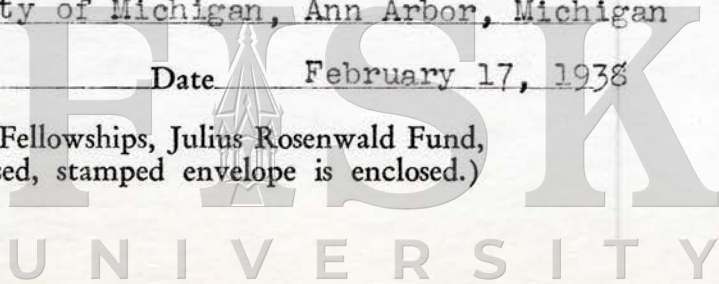 ty of Michigan, Ann Arbor, Michigan
Date February 17, 1938
Fellowships, Julius Rosenwald Fund,
sed, stamped envelope is enclosed.)
FISK
UNIVERSITY